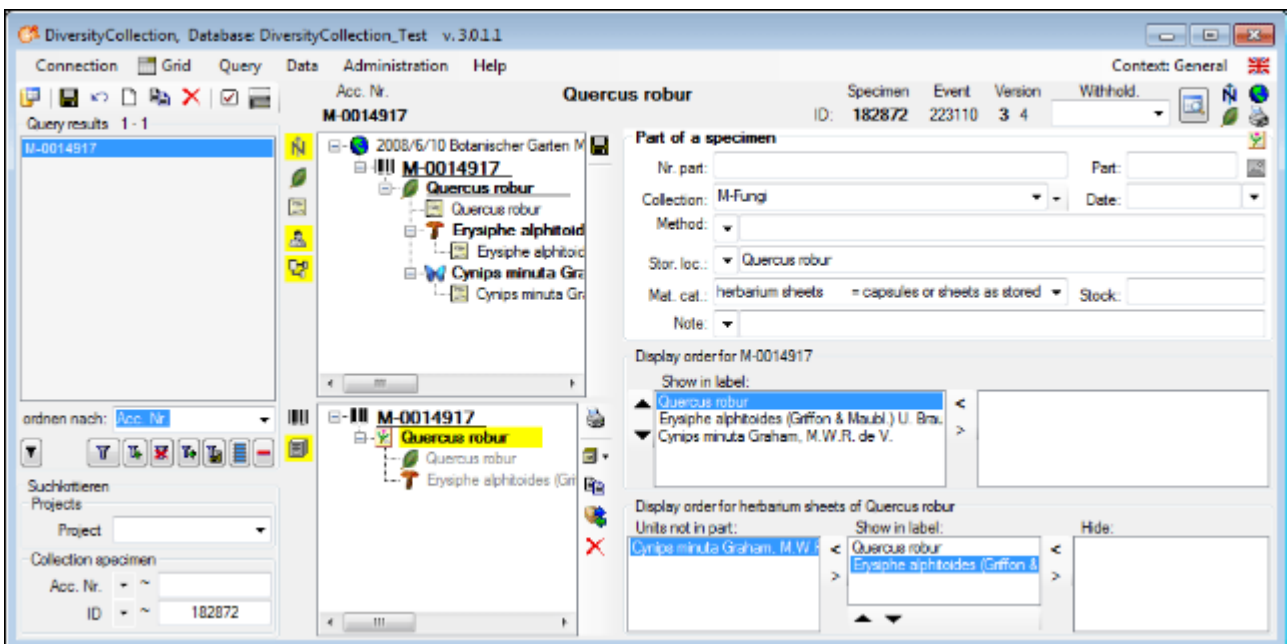 DiversityCollection, Database: DiversityCollection_Test v. 3.0.1.1
Connection Grid Query Data Administration Help Context: General
Query results 1 - 1
M-0014917
ordnen nach: Acc. Nr.
Suchkriterien
Projects
Project
Collection specimen
Acc. Nr. ~
ID ~ 182872
Acc. Nr. Quercus robur Specimen Event Version Withhold.
M-0014917 ID: 182872 223110 3 4
2008/6/10 Botanischer Garten M
M-0014917
Quercus robur
Quercus robur
Erysiphe alphitoid
Erysiphe alphitoid
Cynips minuta Gra
Cynips minuta Gr
M-0014917
Quercus robur
Quercus robur
Erysiphe alphitoides (Grif
Part of a specimen
Nr. part: Part:
Collection: M-Fungi Date:
Method:
Stor. loc.: Quercus robur
Mat. cat.: herbarium sheets = capsules or sheets as stored Stock:
Note:
Display order for M-0014917
Show in label:
Quercus robur <
Erysiphe alphitoides (Griffon & Maubl.) U. Brau,
Cynips minuta Graham, M.W.R. de V. >
Display order for herbarium sheets of Quercus robur
Units not in part: Show in label: Hide:
Cynips minuta Graham, M.W.F < Quercus robur <
> Erysiphe alphitoides (Griffon & >